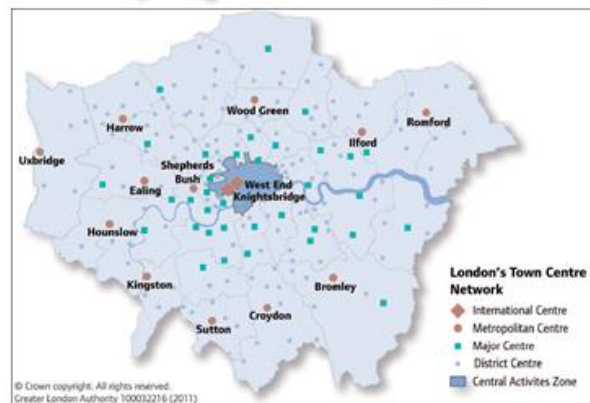 Wood Green
Harrow
Romford
Ilford
Uxbridge
Shepherds
Bush
Ealing
West End
Knightsbridge
Hounslow
Kingston
Bromley
Croydon
Sutton
London's Town Centre
Network
International Centre
Metropolitan Centre
Major Centre
District Centre
Central Activites Zone
© Crown copyright. All rights reserved.
Greater London Authority 100032216 (2011)